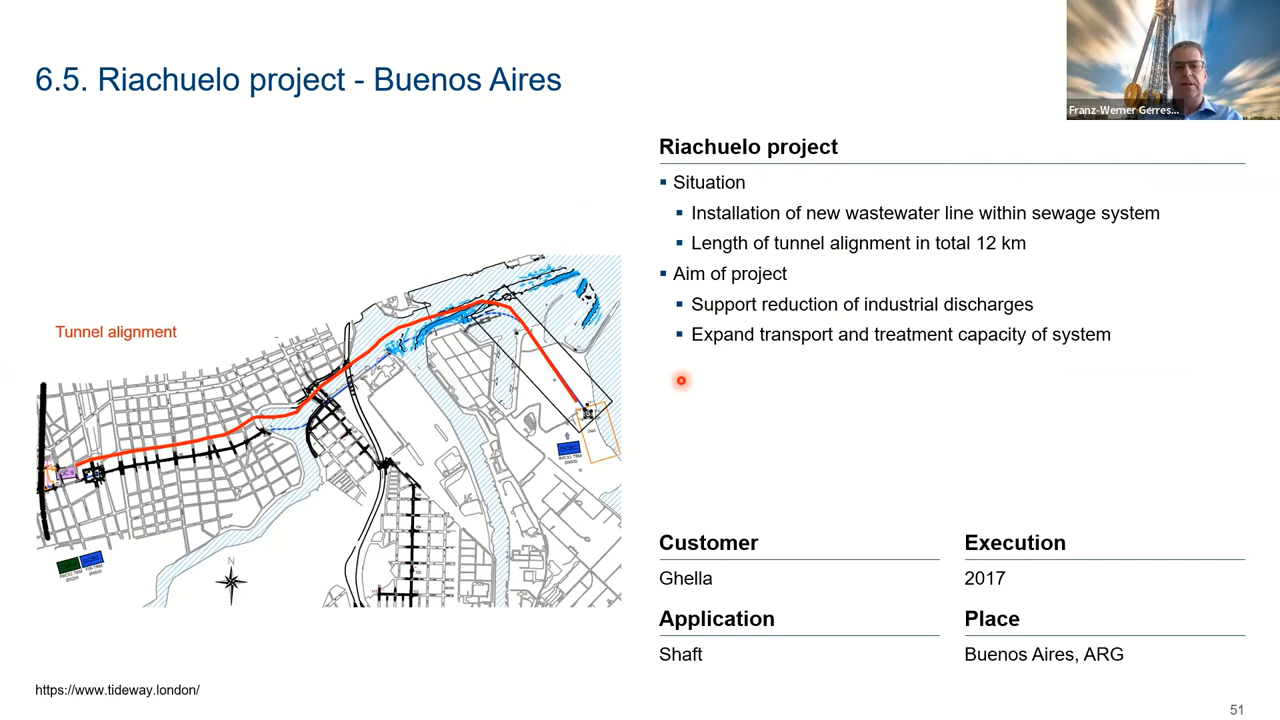 6.5. Riachuelo project - Buenos Aires
Franz-Werner Gerres...
Riachuelo project
Situation
Installation of new wastewater line within sewage system
Length of tunnel alignment in total 12 km
Aim of project
Support reduction of industrial discharges
Expand transport and treatment capacity of system
Tunnel alignment
N
Customer
Ghella
Execution
2017
Application
Shaft
Place
Buenos Aires, ARG
https://www.tideway.london/
51